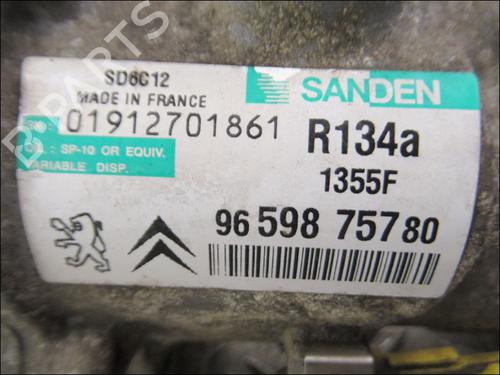 SD6C12
MADE IN FRANCE
SANDEN
01912701861
R134a
OIL : SP-10 OR EQUIV.
VARIABLE DISP.
1355F
96 598 757 80
B-PARTS